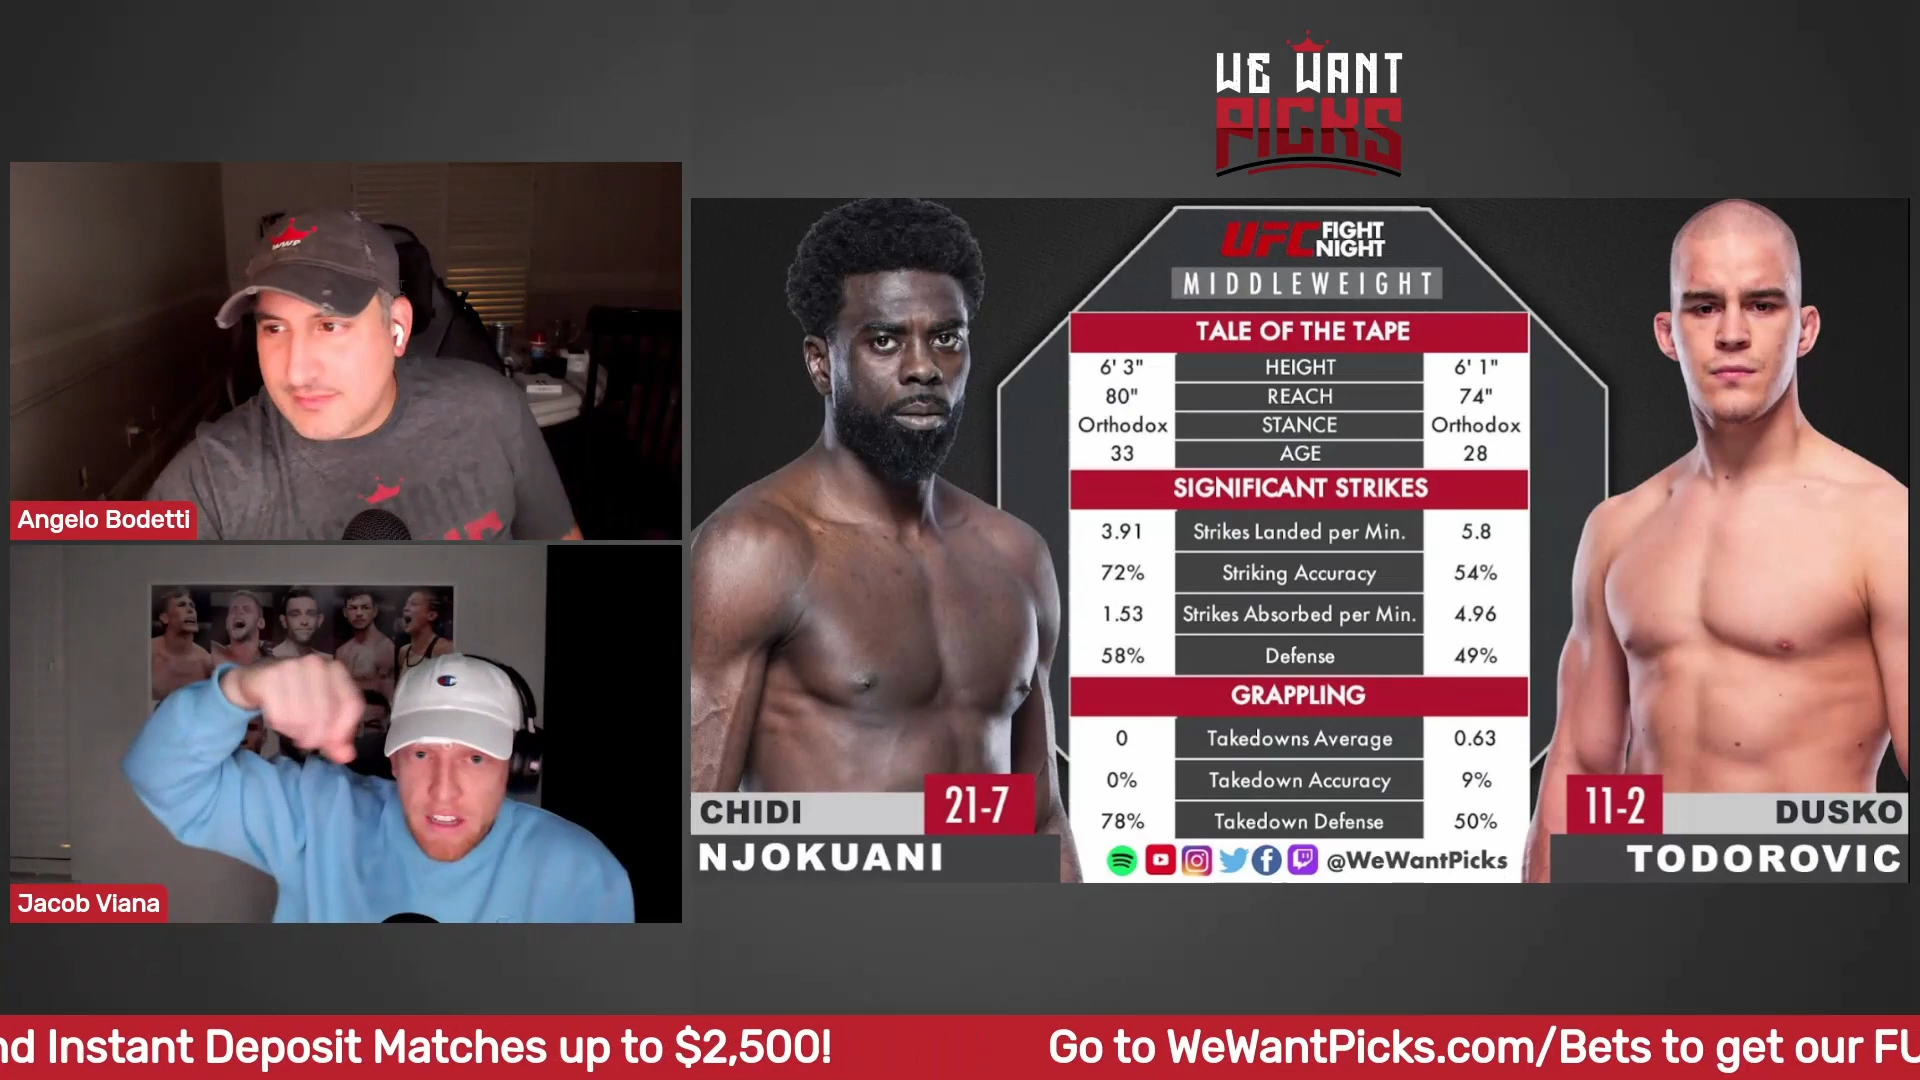 WE WANT
PICKS
WWP
Angelo Bodetti
Jacob Viana
UFC FIGHT
NIGHT
MIDDLEWEIGHT
TALE OF THE TAPE
6' 3" HEIGHT 6' 1"
80" REACH 74"
Orthodox STANCE Orthodox
33 AGE 28
SIGNIFICANT STRIKES
3.91 Strikes Landed per Min. 5.8
72% Striking Accuracy 54%
1.53 Strikes Absorbed per Min. 4.96
58% Defense 49%
GRAPPLING
0 Takedowns Average 0.63
0% Takedown Accuracy 9%
78% Takedown Defense 50%
@WeWantPicks
CHIDI 21-7
NJOKUANI
11-2 DUSKO
TODOROVIC
nd Instant Deposit Matches up to $2,500! Go to WeWantPicks.com/Bets to get our FU